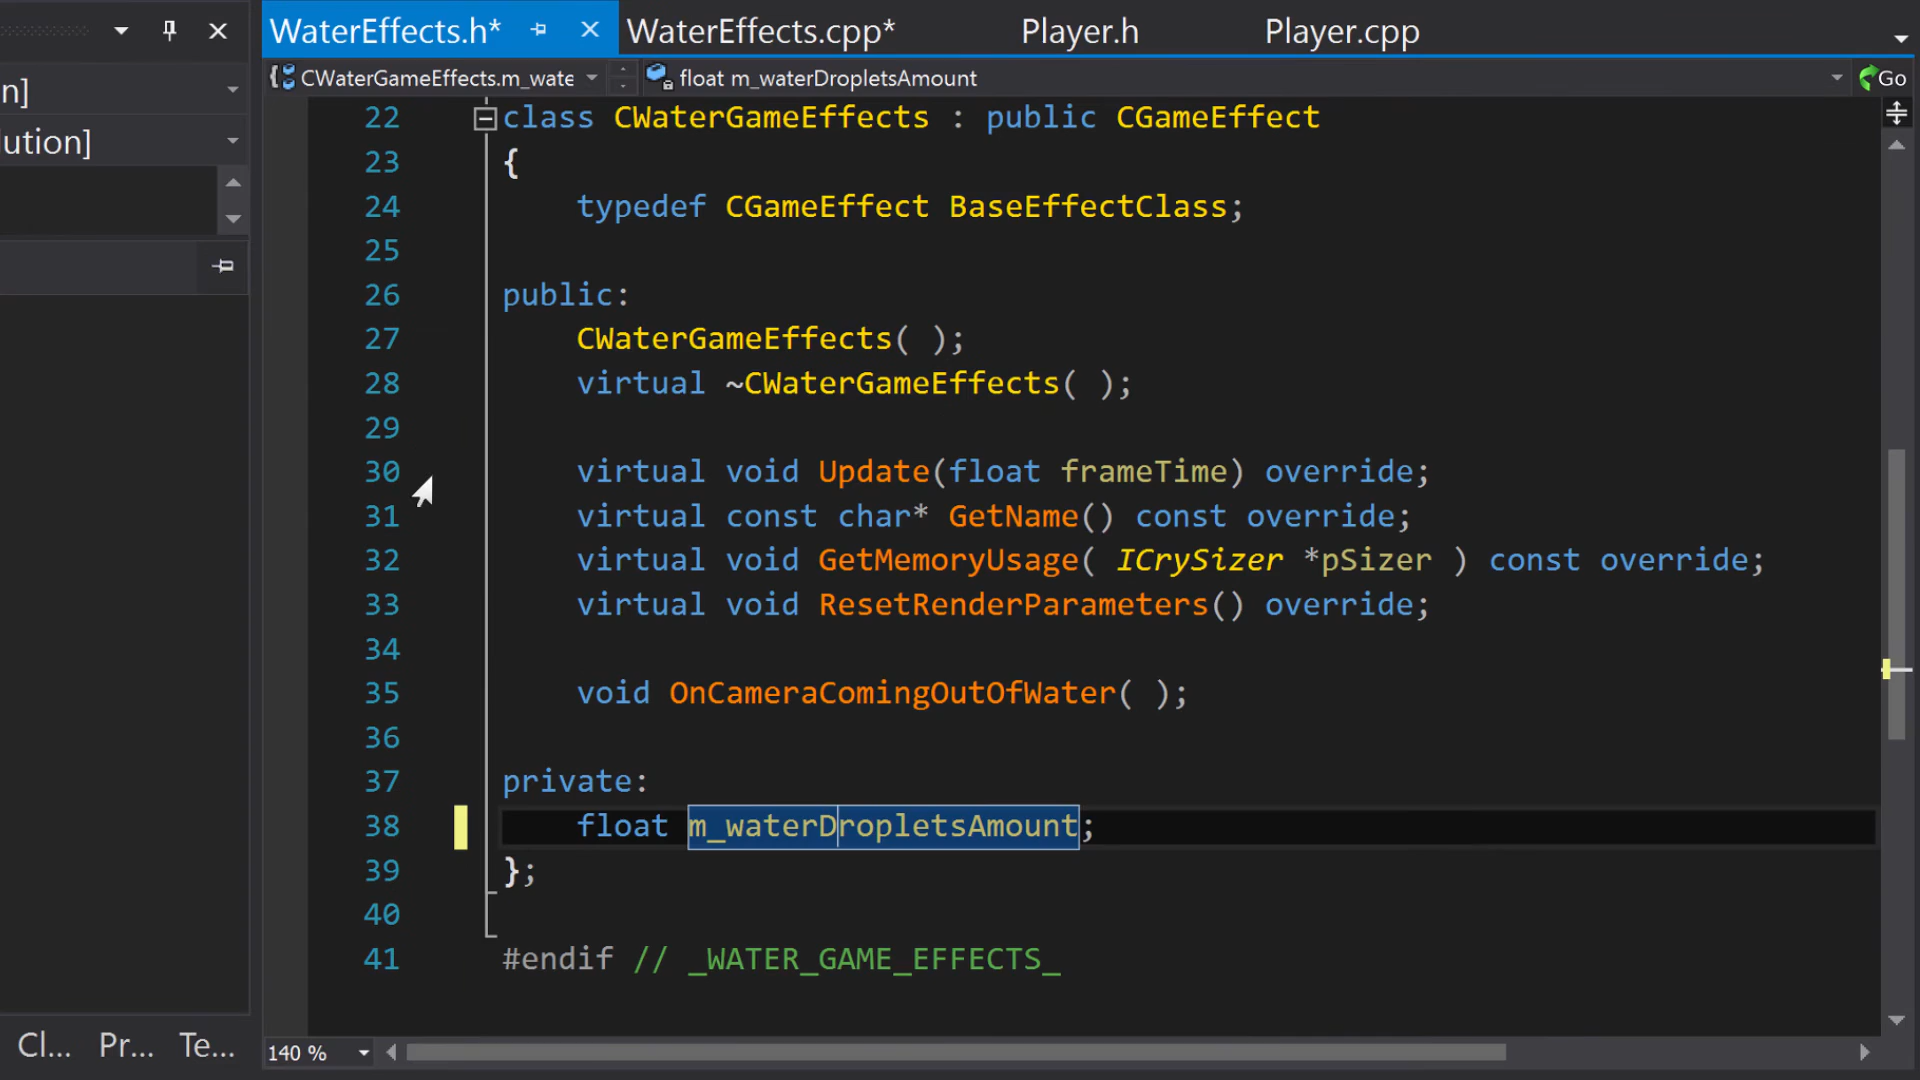 WaterEffects.h* WaterEffects.cpp* Player.h Player.cpp
CWaterGameEffects.m_wate float m_waterDropletsAmount Go
n]
lution]
22 class CWaterGameEffects : public CGameEffect
23 {
24 typedef CGameEffect BaseEffectClass;
25
26 public:
27 CWaterGameEffects( );
28 virtual ~CWaterGameEffects( );
29
30 virtual void Update(float frameTime) override;
31 virtual const char* GetName() const override;
32 virtual void GetMemoryUsage( ICrySizer *pSizer ) const override;
33 virtual void ResetRenderParameters() override;
34
35 void OnCameraComingOutOfWater( );
36
37 private:
38 float m_waterDropletsAmount;
39 };
40
41 #endif // _WATER_GAME_EFFECTS_
Cl... Pr... Te... 140 %